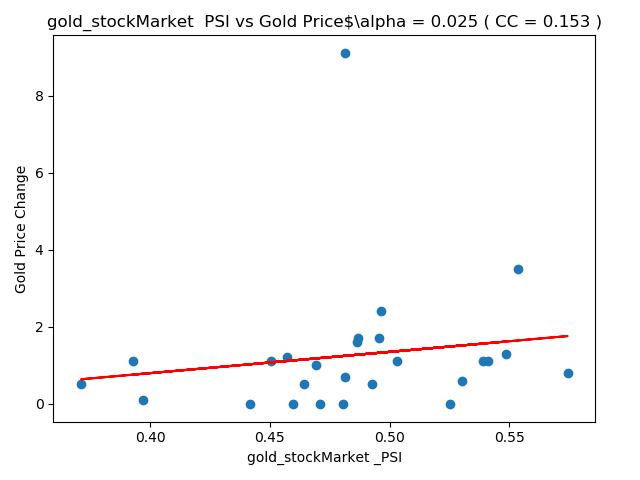 gold_stockMarket  PSI vs Gold Price$\alpha = 0.025 ( CC = 0.153 )
Gold Price Change
8
6
4
2
0
0.40 0.45 0.50 0.55
gold_stockMarket _PSI